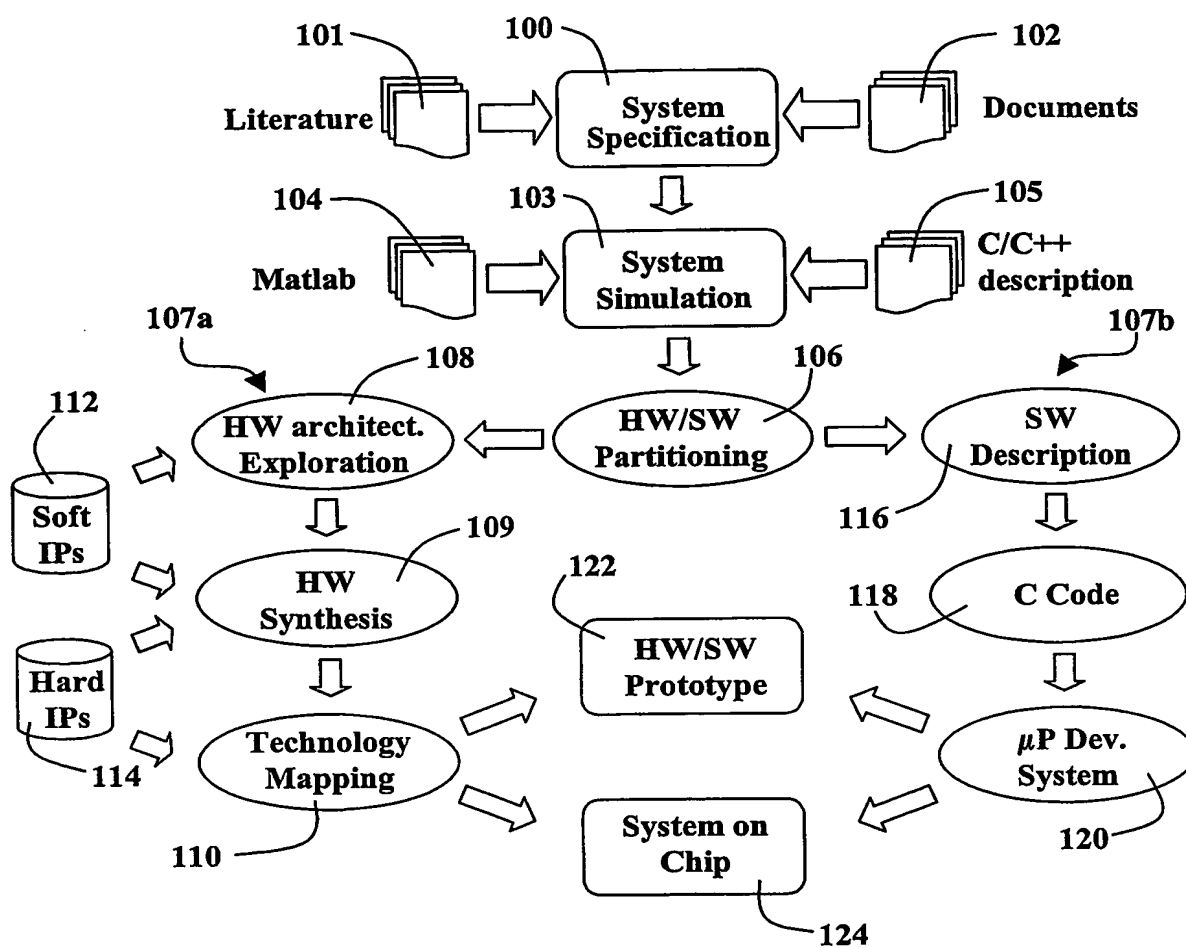 101
100
102
Literature
System
Specification
Documents
104
103
105
Matlab
System
Simulation
C/C++
description
107a
108
106
107b
112
HW architect.
Exploration
HW/SW
Partitioning
SW
Description
116
Soft
IPs
109
122
HW
Synthesis
118
C Code
Hard
IPs
HW/SW
Prototype
114
Technology
Mapping
μP Dev.
System
110
System on
Chip
120
124